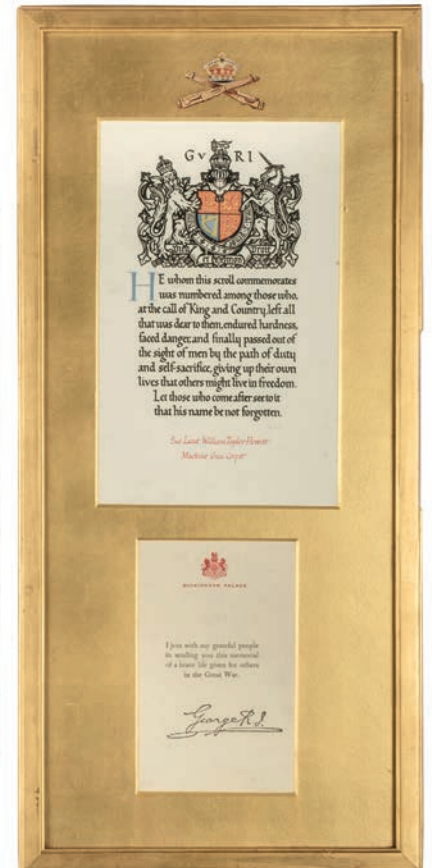 GV RI
HE whom this scroll commemorates
was numbered among those who,
at the call of King and Country, left all
that was dear to them, endured hardness,
faced danger, and finally passed out of
the sight of men by the path of duty
and self-sacrifice, giving up their own
lives that others might live in freedom.
Let those who come after see to it
that his name be not forgotten.
Lieut William Taylor
Machine Gun Corps
BUCKINGHAM PALACE
I join with my grateful people
in sending you this memorial
of a brave life given for others
in the Great War.
George R.I.